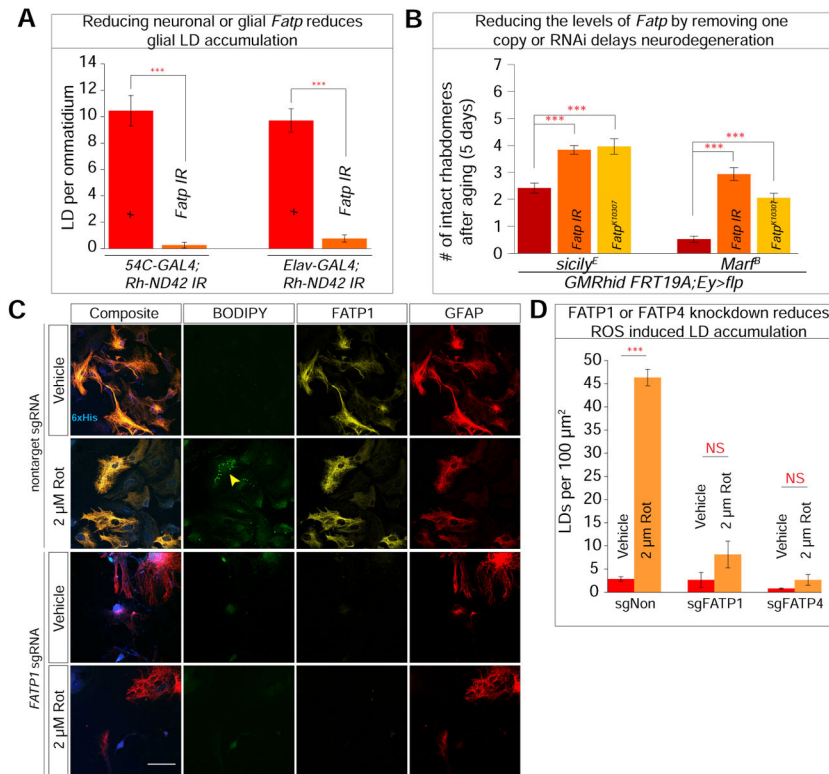 A
Reducing neuronal or glial Fatp reduces
glial LD accumulation
LD per ommatidium
14
12
10
8
6
4
2
0
***
***
+
+
Fatp IR
Fatp IR
54C-GAL4;
Rh-ND42 IR
Elav-GAL4;
Rh-ND42 IR
B
Reducing the levels of Fatp by removing one
copy or RNAi delays neurodegeneration
# of intact rhabdomeres
after aging (5 days)
7
6
5
4
3
2
1
0
***
***
***
***
Fatp IR
Fatp^K10307
Fatp IR
Fatp^K10307
sicily^E
Marf^B
GMRhid FRT19A;Ey>flp
C
Composite
BODIPY
FATP1
GFAP
nontarget sgRNA
Vehicle
6xHis
2 µM Rot
FATP1 sgRNA
Vehicle
2 µM Rot
D
FATP1 or FATP4 knockdown reduces
ROS induced LD accumulation
LDs per 100 µm²
50
45
40
35
30
25
20
15
10
5
0
***
NS
NS
Vehicle
2 µm Rot
Vehicle
2 µm Rot
Vehicle
2 µm Rot
sgNon
sgFATP1
sgFATP4